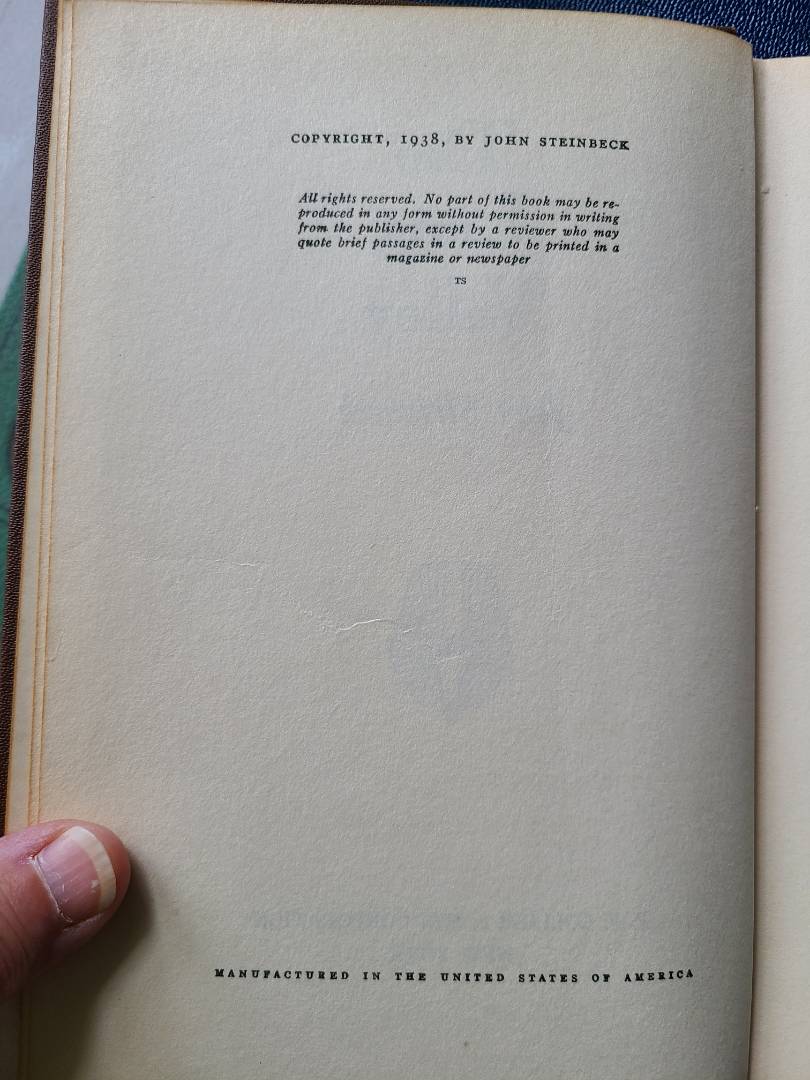 COPYRIGHT, 1938, BY JOHN STEINBECK
All rights reserved. No part of this book may be re-
produced in any form without permission in writing
from the publisher, except by a reviewer who may
quote brief passages in a review to be printed in a
magazine or newspaper
TS
MANUFACTURED IN THE UNITED STATES OF AMERICA